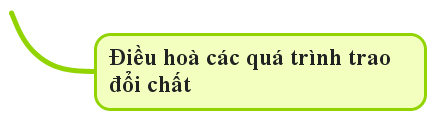 Điều hoà các quá trình trao
đổi chất